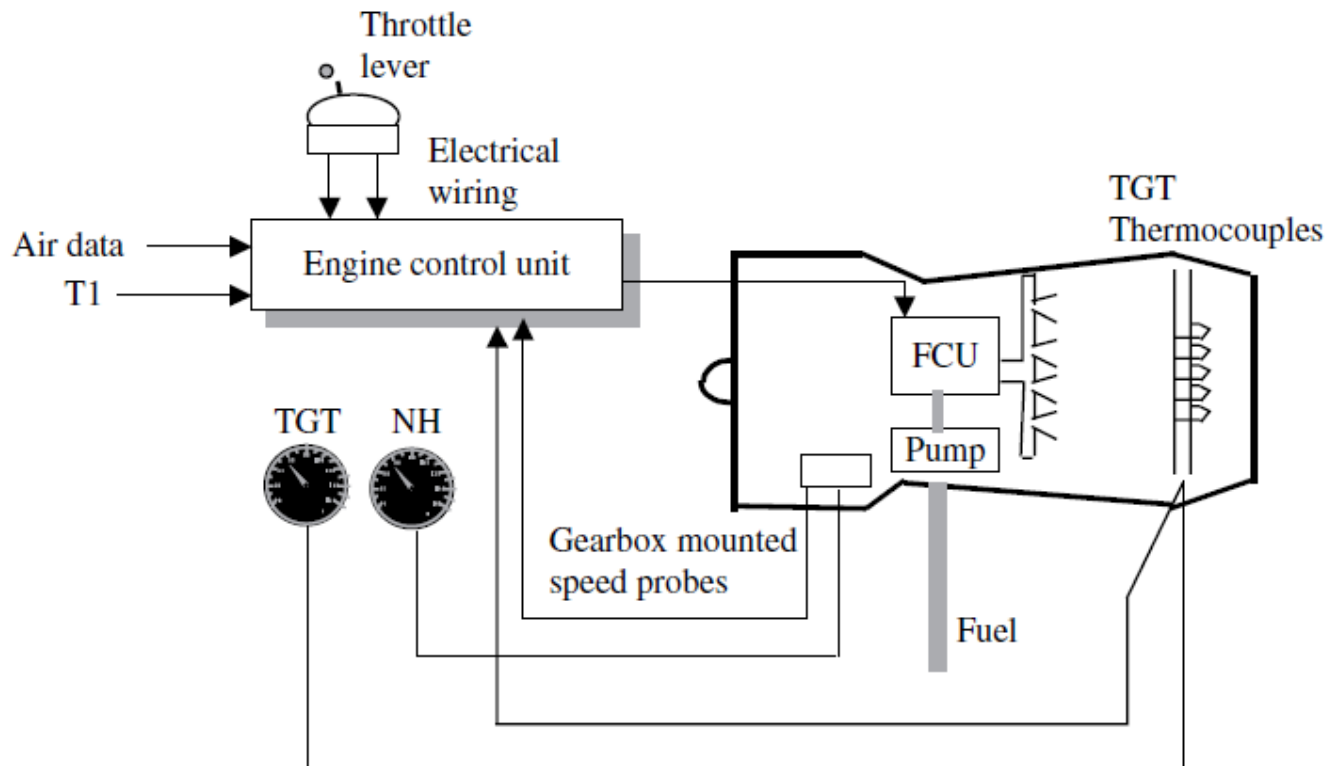 Throttle
lever
Electrical
wiring
TGT
Thermocouples
Air data
Engine control unit
T1
FCU
TGT
NH
Pump
Gearbox mounted
speed probes
Fuel